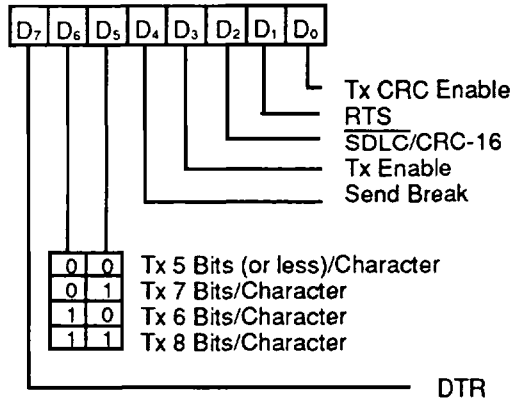 D7 D6 D5 D4 D3 D2 D1 D0
Tx CRC Enable
RTS
SDLC/CRC-16
Tx Enable
Send Break
0 0 Tx 5 Bits (or less)/Character
0 1 Tx 7 Bits/Character
1 0 Tx 6 Bits/Character
1 1 Tx 8 Bits/Character
DTR